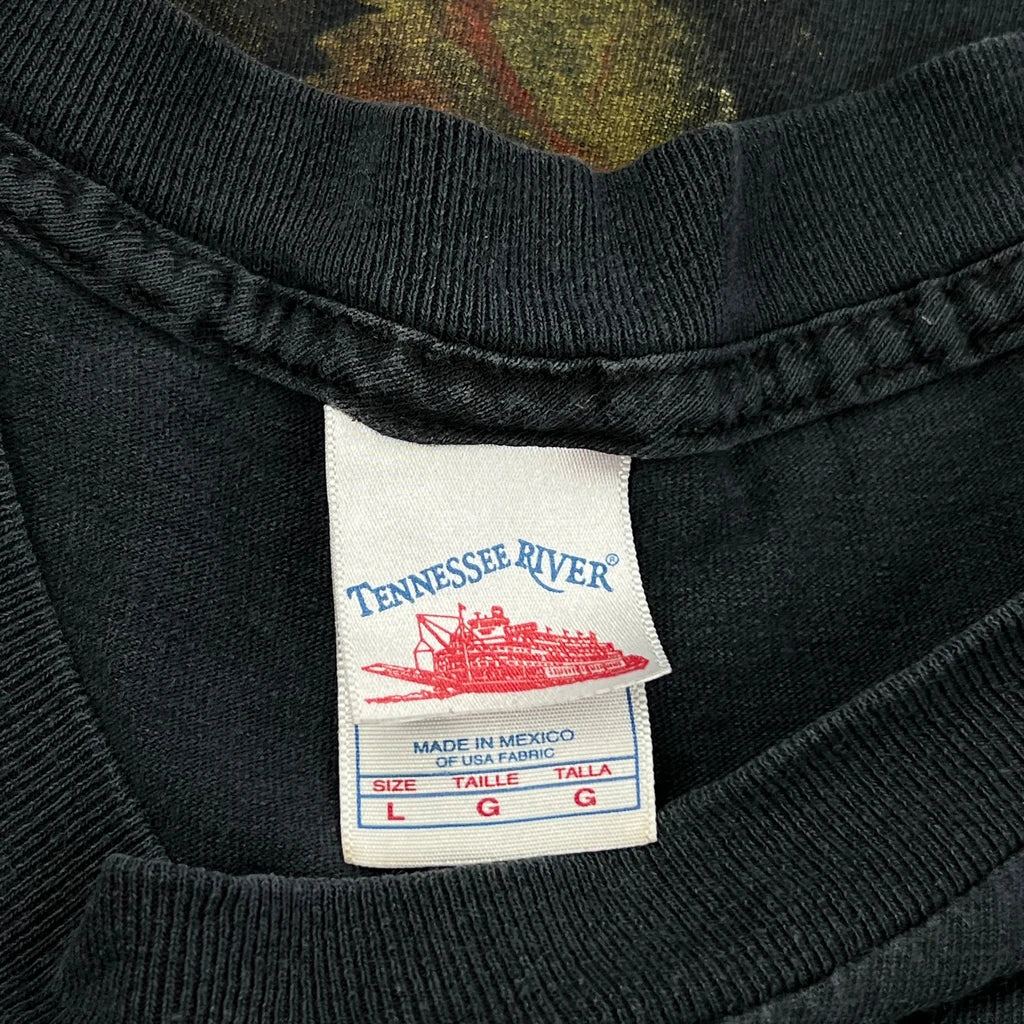 TENNESSEE RIVER®
MADE IN MEXICO
OF USA FABRIC
SIZE TAILLE TALLA
L G G